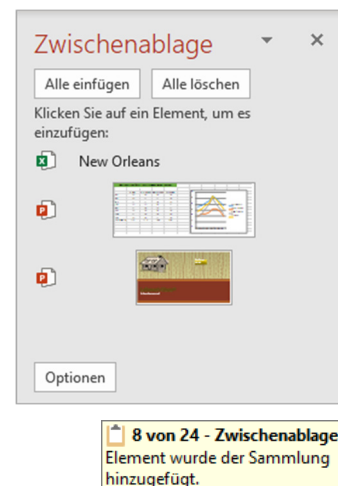 Zwischenablage
Alle einfügen Alle löschen
Klicken Sie auf ein Element, um es
einzufügen:
New Orleans
Optionen
8 von 24 - Zwischenablage
Element wurde der Sammlung
hinzugefügt.